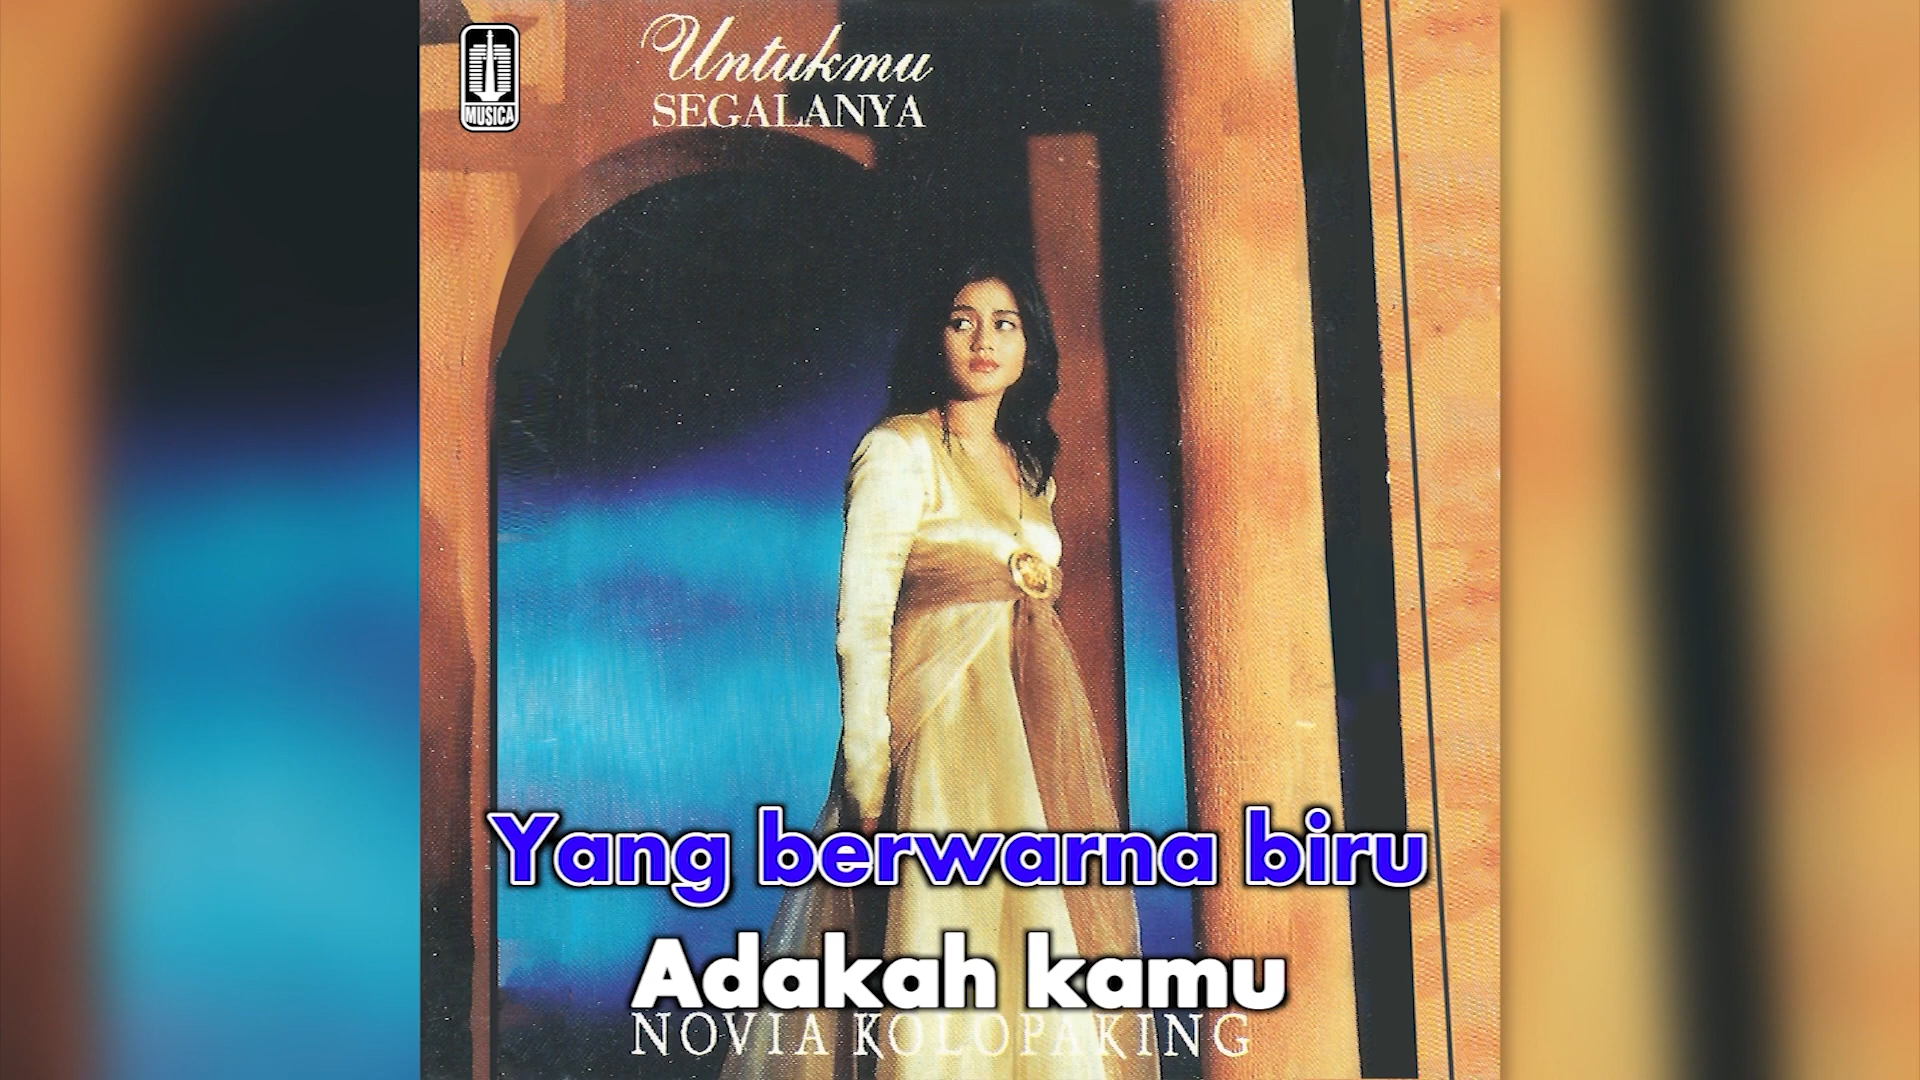 MUSICA
Untukmu
SEGALANYA
Yang berwarna biru
Adakah kamu
NOVIA KOLOPAKING